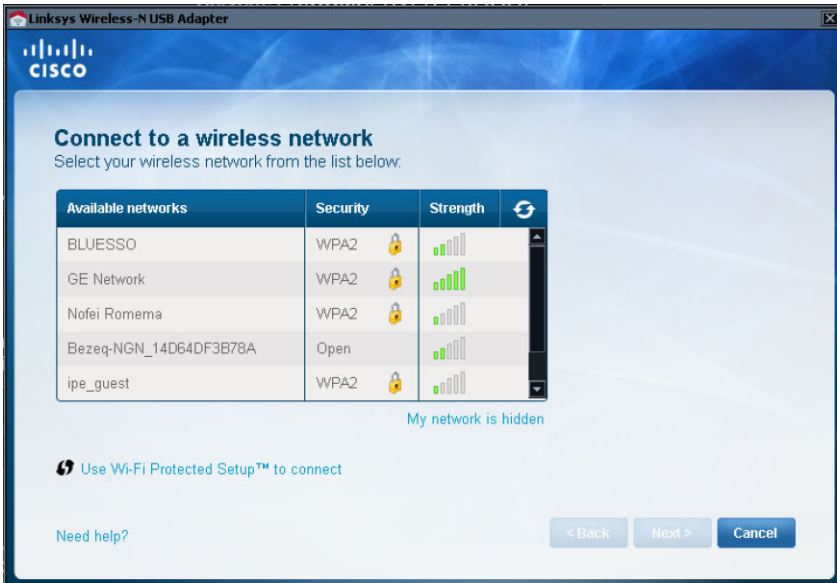 Linksys Wireless-N USB Adapter
CISCO
Connect to a wireless network
Select your wireless network from the list below:
Available networks Security Strength
BLUESSO WPA2
GE Network WPA2
Nofei Romema WPA2
Bezeq-NGN_14D64DF3B78A Open
ipe_guest WPA2
My network is hidden
Use Wi-Fi Protected Setup™ to connect
Need help?
< Back Next > Cancel